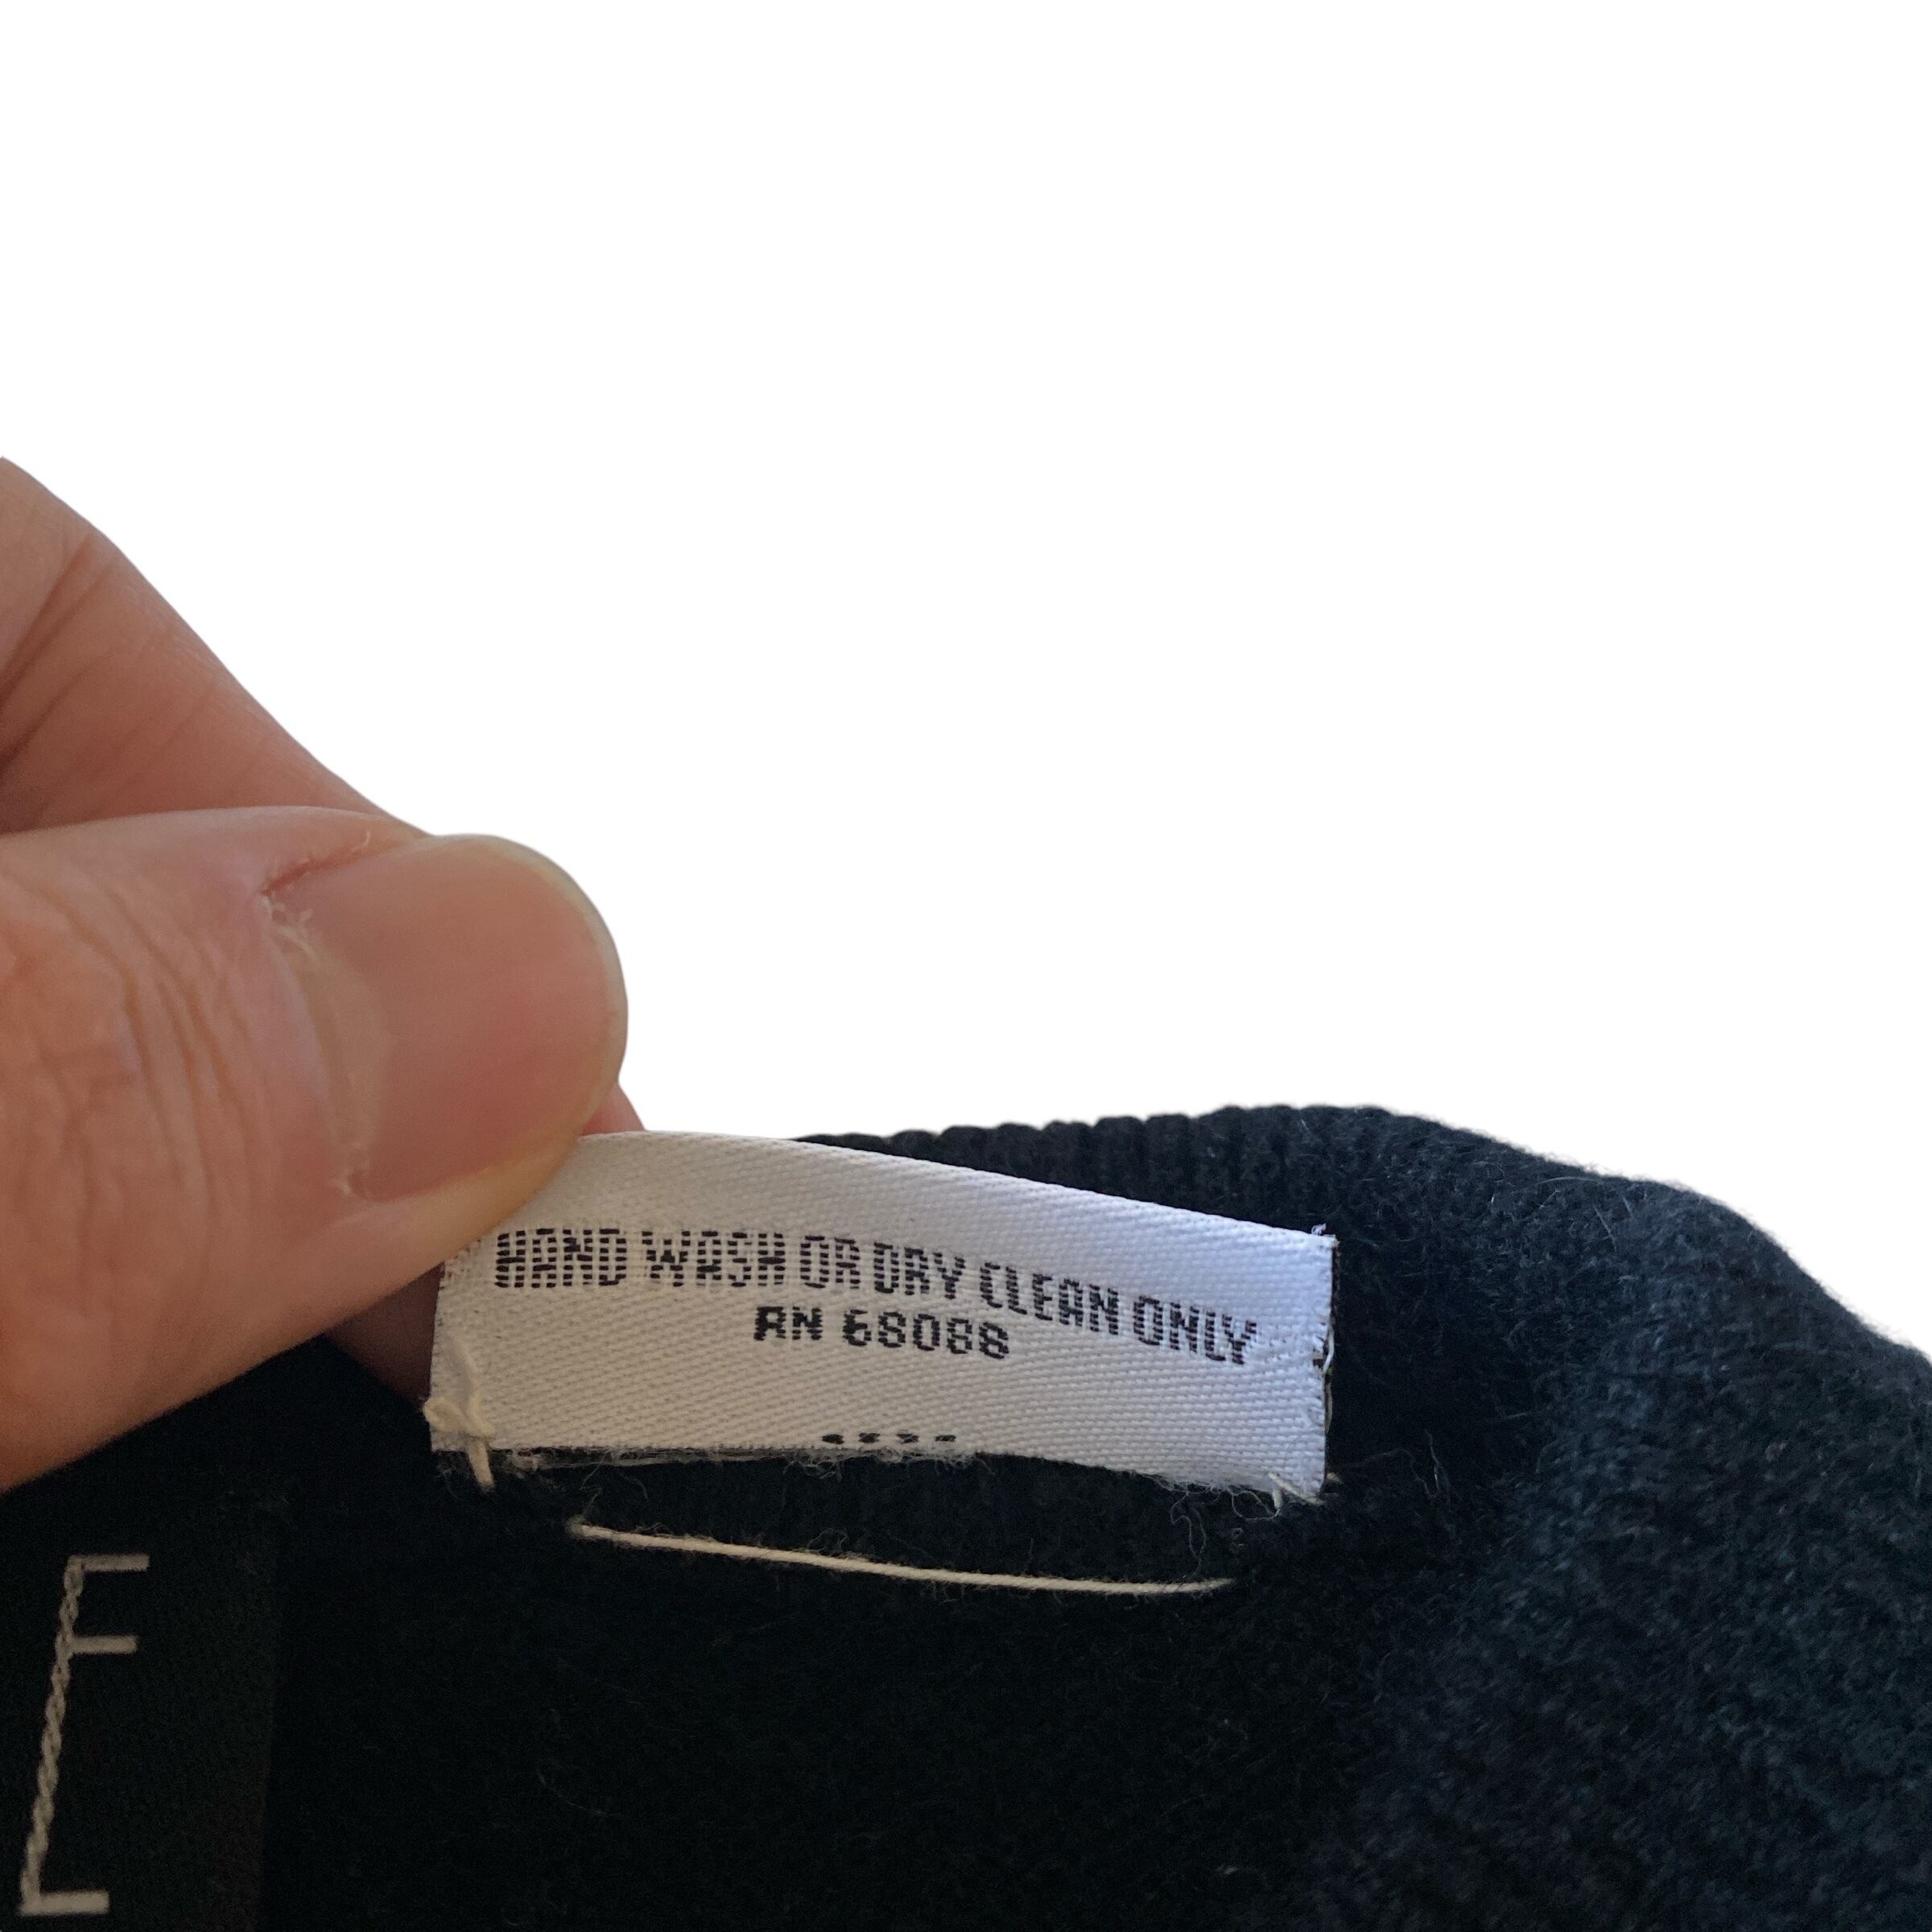 HAND WASH OR DRY CLEAN ONLY
RN 68088
E